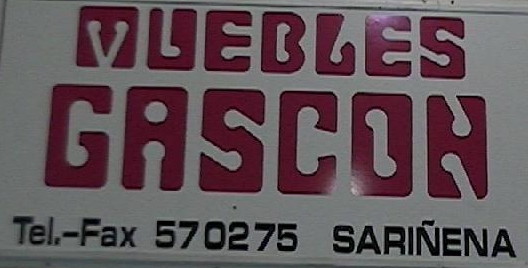 MUEBLES
GASCON
Tel.-Fax 570275 SARIÑENA